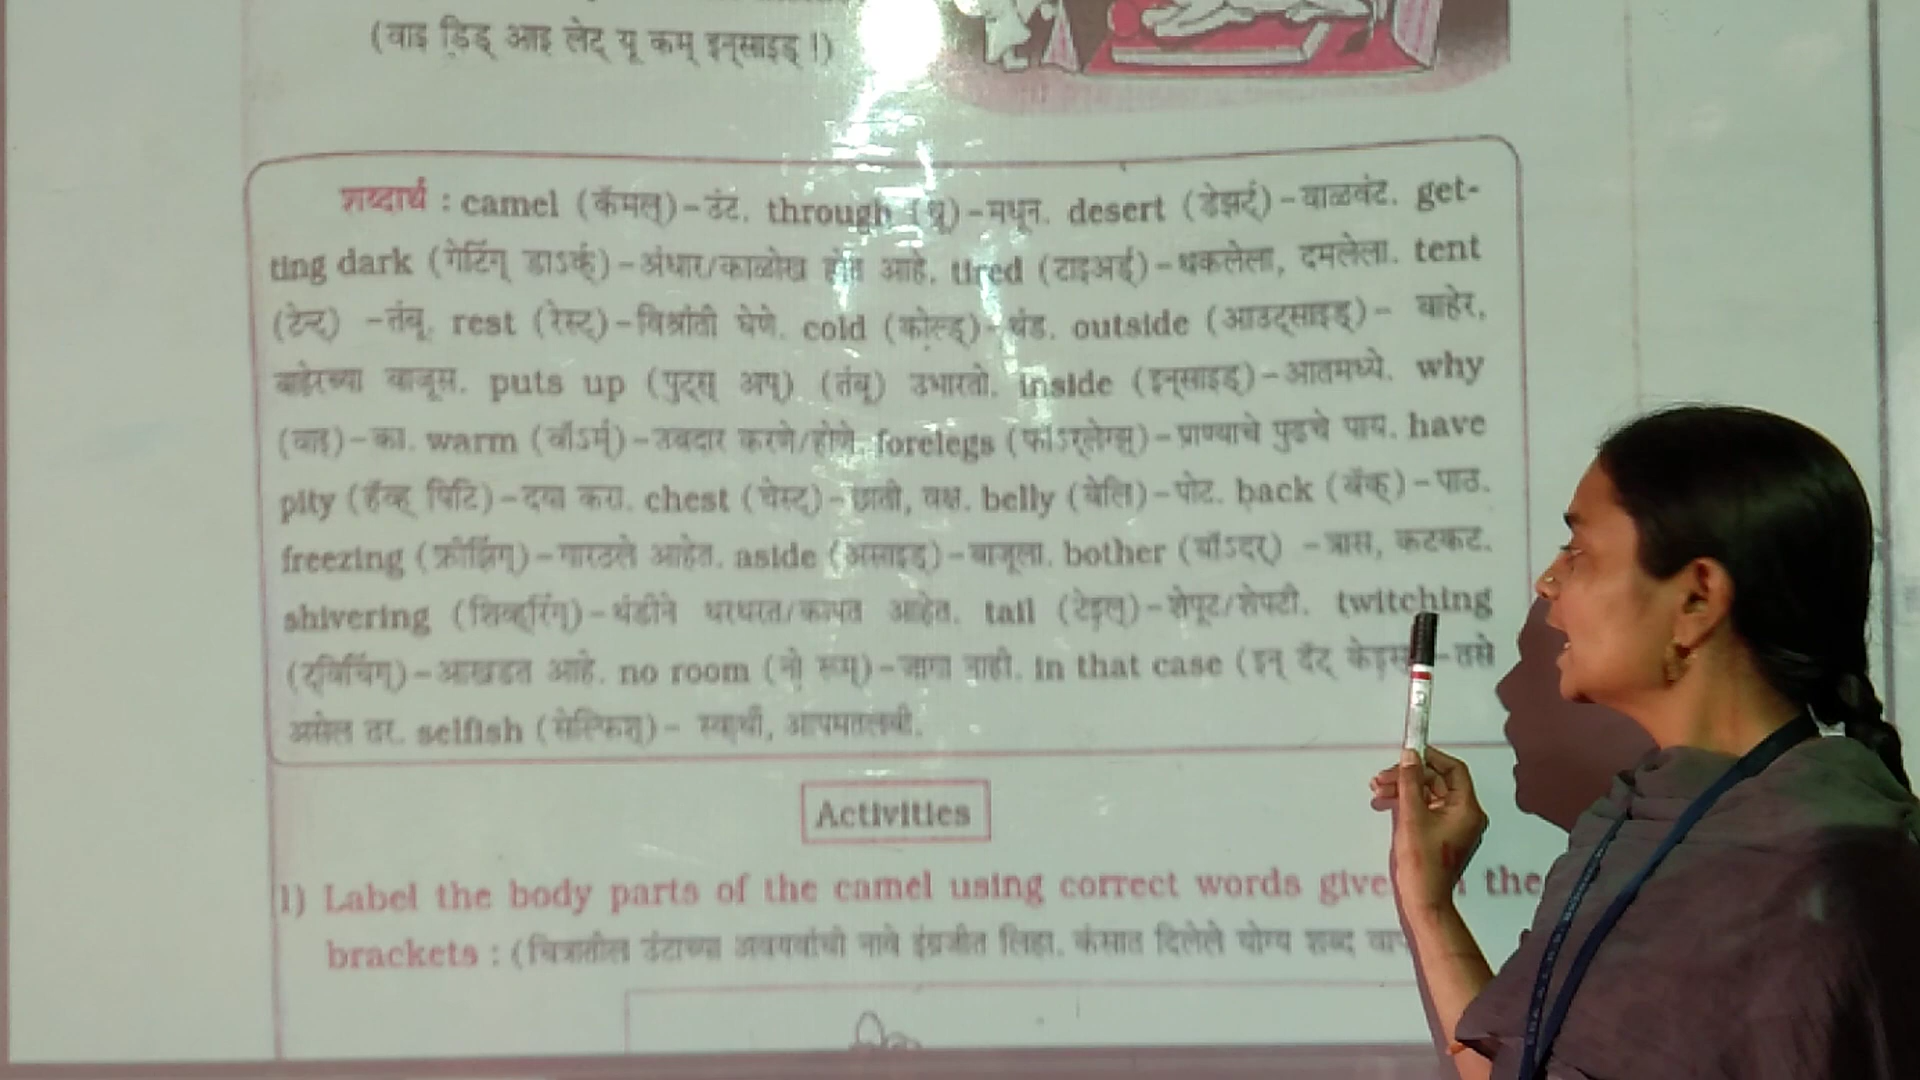 (वाइ डिड् आइ लेट् यू कम् इन्साइड् !)
शब्दार्थ : camel (कॅमल्)-उंट. through (थ्रू)-मधून. desert (डेझर्ट्)-वाळवंट. get-
ting dark (गेटिंग् डाऽर्क्)-अंधार/काळोख होत आहे. tired (टाइअर्ड्)-थकलेला, दमलेला. tent
(टेन्ट्) -तंबू. rest (रेस्ट्)-विश्रांती घेणे. cold (कोल्ड्)-थंड. outside (आउट्साइड्)- बाहेर,
बाहेरच्या बाजूस. puts up (पुट्स् अप्) (तंबू) उभारतो. inside (इन्साइड्)-आतमध्ये. why
(वाइ)-का. warm (वॉऽर्म्)-उबदार करणे/होणे. forelegs (फॉऽर्लेग्झ्)-प्राण्याचे पुढचे पाय. have
pity (हॅव्ह् पिटि)-दया करा. chest (चेस्ट्)-छाती, वक्ष. belly (बेलि)-पोट. back (बॅक्)-पाठ.
freezing (फ्रीझिंग्)-गारठले आहेत. aside (असाइड्)-बाजूला. bother (बॉऽदर्) -त्रास, कटकट.
shivering (शिव्हरिंग्)-थंडीने थरथरत/कापत आहेत. tail (टेइल्)-शेपूट/शेपटी. twitching
(ट्विचिंग्)-आखडत आहे. no room (नो रूम्)-जागा नाही. in that case (इन् दॅट् केइस्)-तसे
असेल तर. selfish (सेल्फिश्)- स्वार्थी, आपमतलबी.
Activities
1) Label the body parts of the camel using correct words the
brackets : (चित्रातील उंटाच्या अवयवांची नावे इंग्रजीत लिहा. कंसात दिलेले योग्य शब्द